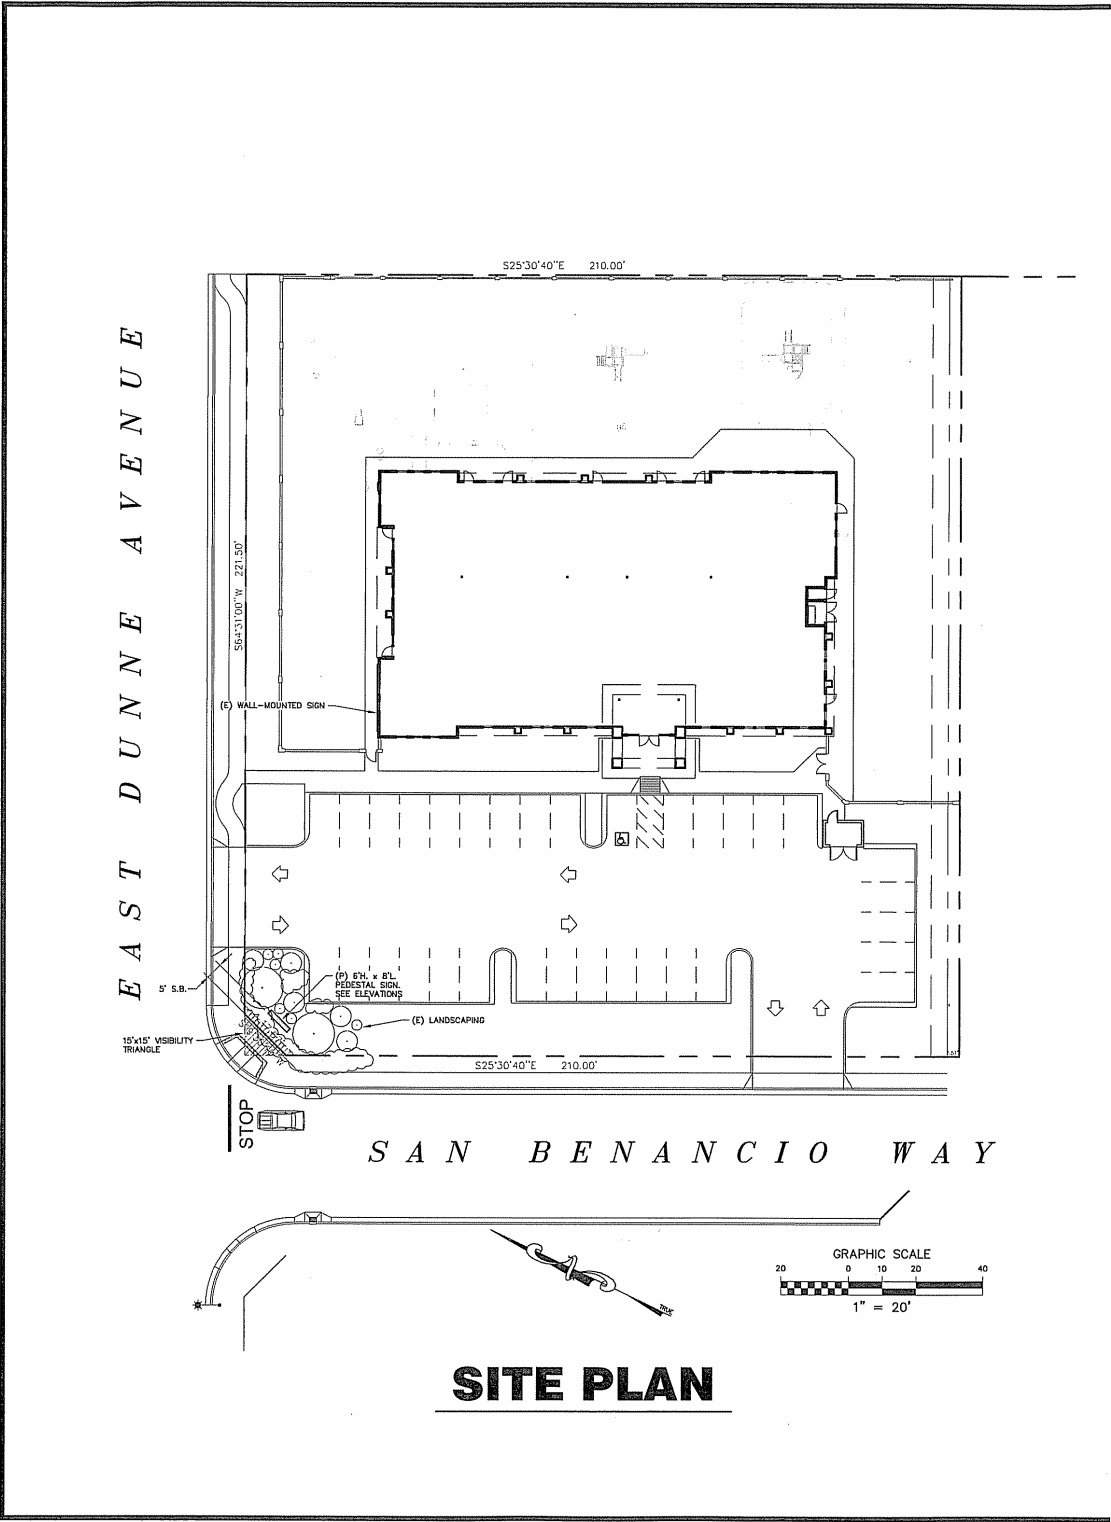 S25°30'40"E 210.00'
EAST DUNNE AVENUE
S64°31'00"W 221.50'
(E) WALL-MOUNTED SIGN
5' S.B.
(P) 6'H. x 8'L.
PEDESTAL SIGN.
SEE ELEVATIONS
(E) LANDSCAPING
15'x15' VISIBILITY
TRIANGLE
S25°30'40"E 210.00'
STOP
SAN BENANCIO WAY
TRUE
GRAPHIC SCALE
20 0 10 20 40
1" = 20'
SITE PLAN